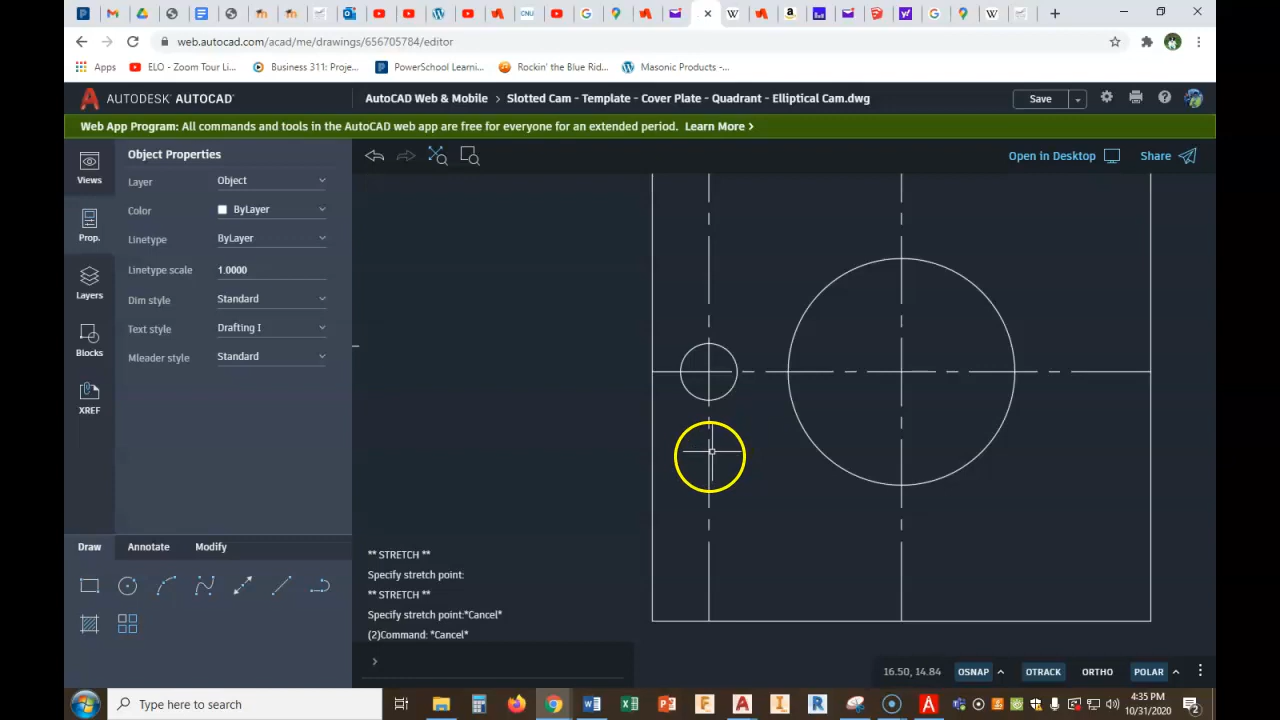 web.autocad.com/acad/me/drawings/656705784/editor
Apps
ELO - Zoom Tour Li...
Business 311: Proje...
PowerSchool Learni...
Rockin' the Blue Rid...
Masonic Products -...
AUTODESK® AUTOCAD®
AutoCAD Web & Mobile > Slotted Cam - Template - Cover Plate - Quadrant - Elliptical Cam.dwg
Save
Web App Program: All commands and tools in the AutoCAD web app are free for everyone for an extended period. Learn More >
Views
Prop.
Layers
Blocks
XREF
Object Properties
Layer Object
Color ByLayer
Linetype ByLayer
Linetype scale 1.0000
Dim style Standard
Text style Drafting I
Mleader style Standard
Open in Desktop
Share
Draw Annotate Modify
** STRETCH **
Specify stretch point:
** STRETCH **
Specify stretch point:*Cancel*
(2)Command: *Cancel*
>
16.50, 14.84 OSNAP OTRACK ORTHO POLAR
Type here to search
4:35 PM
10/31/2020